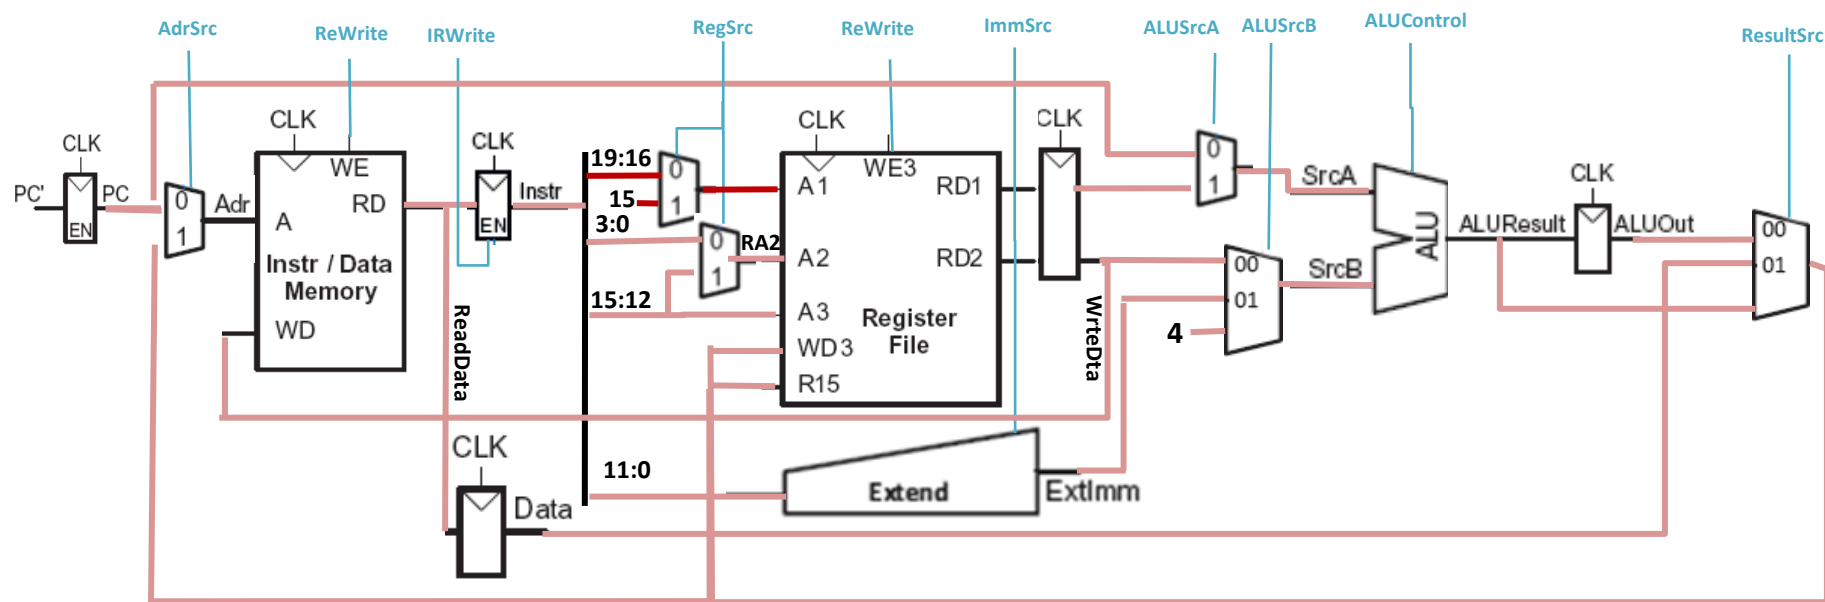 AdrSrc
ReWrite
IRWrite
RegSrc
ReWrite
ImmSrc
ALUSrcA
ALUSrcB
ALUControl
ResultSrc
CLK
PC'
EN
PC
0
1
Adr
CLK
WE
A
RD
Instr / Data
Memory
WD
CLK
EN
Instr
ReadData
CLK
Data
19:16
15
3:0
15:12
11:0
0
1
0
1
RA2
CLK
WE3
A1
RD1
A2
RD2
A3
Register
File
WD3
R15
Extend
ExtImm
CLK
WrteDta
0
1
00
01
4
SrcA
SrcB
ALU
ALUResult
CLK
ALUOut
00
01